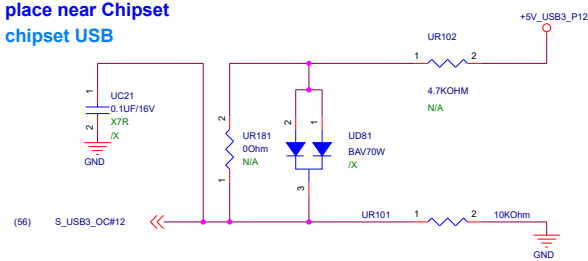 place near Chipset
chipset USB
+5V_USB3_P12
UR102
1 2
4.7KOHM
N/A
1
UC21
0.1UF/16V
X7R
/X
2
GND
2
UR181
0Ohm
N/A
1
2 1
UD81
BAV70W
/X
3
(56) S_USB3_OC#12
UR101 1 2 10KOhm
GND